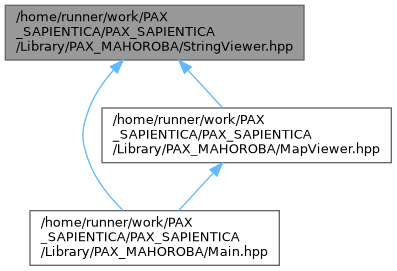 /home/runner/work/PAX
_SAPIENTICA/PAX_SAPIENTICA
/Library/PAX_MAHOROBA/StringViewer.hpp
/home/runner/work/PAX
_SAPIENTICA/PAX_SAPIENTICA
/Library/PAX_MAHOROBA/MapViewer.hpp
/home/runner/work/PAX
_SAPIENTICA/PAX_SAPIENTICA
/Library/PAX_MAHOROBA/Main.hpp